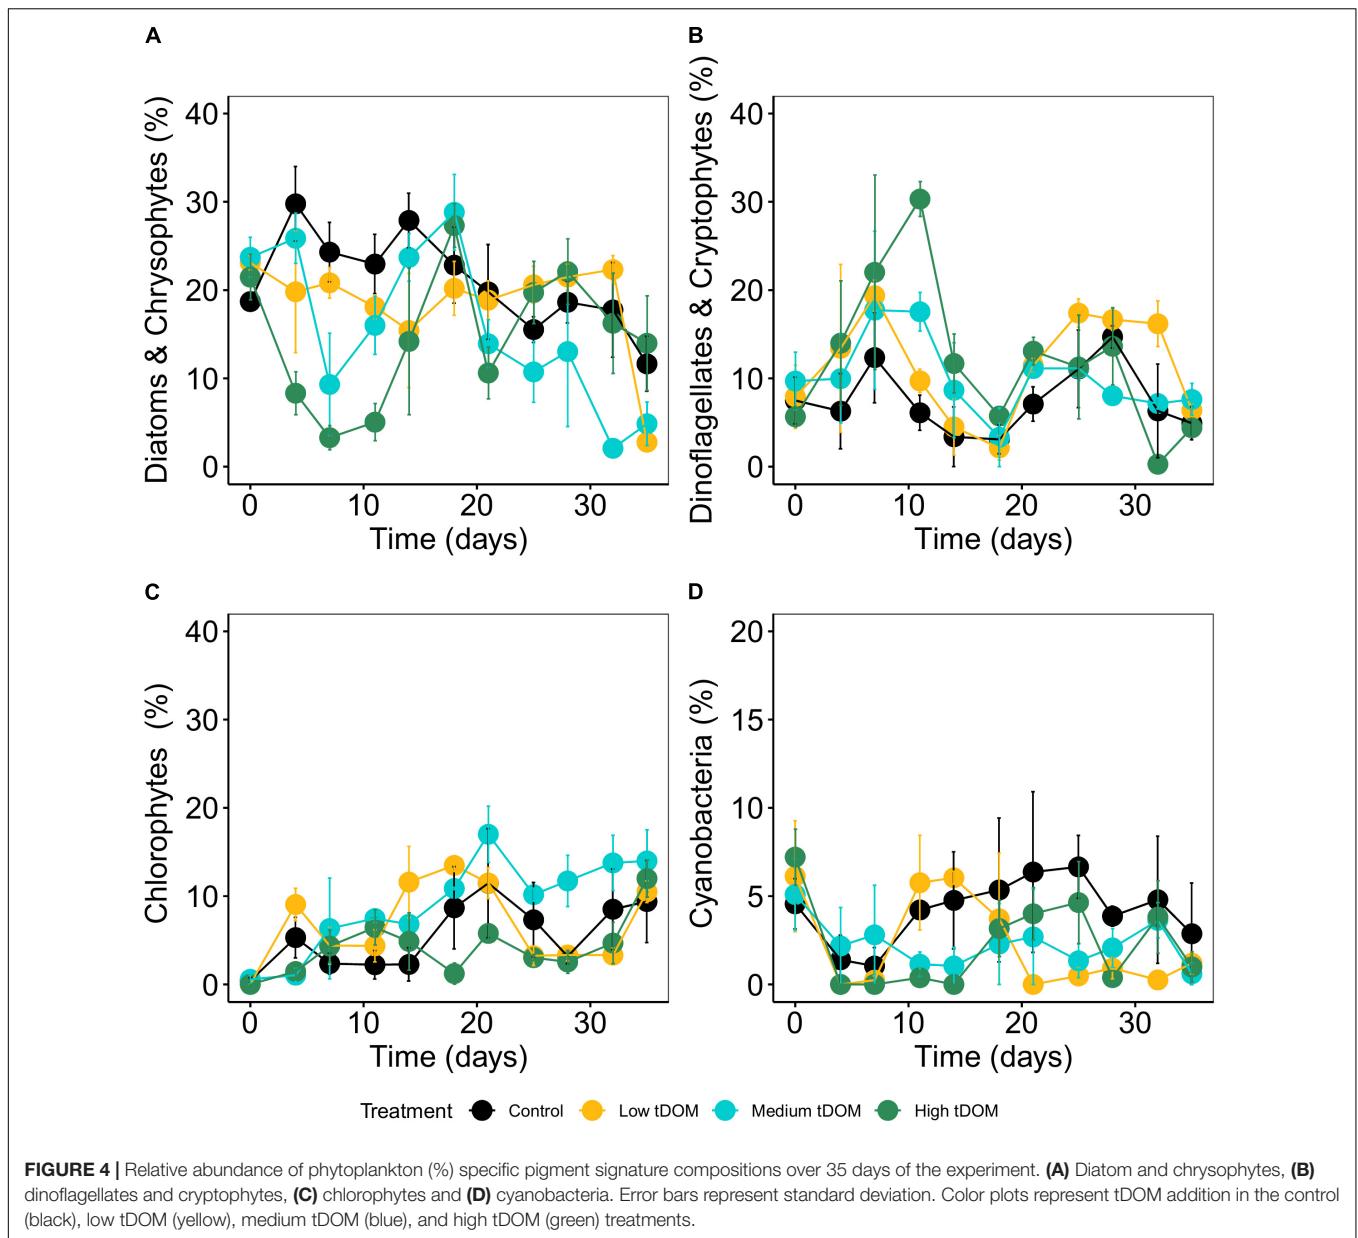 A
B
Diatoms & Chrysophytes (%)
40
30
20
10
0
0 10 20 30
Time (days)
Dinoflagellates & Cryptophytes (%)
40
30
20
10
0
0 10 20 30
Time (days)
C
D
Chlorophytes (%)
40
30
20
10
0
0 10 20 30
Time (days)
Cyanobacteria (%)
20
15
10
5
0
0 10 20 30
Time (days)
Treatment Control Low tDOM Medium tDOM High tDOM
FIGURE 4 | Relative abundance of phytoplankton (%) specific pigment signature compositions over 35 days of the experiment. (A) Diatom and chrysophytes, (B)
dinoflagellates and cryptophytes, (C) chlorophytes and (D) cyanobacteria. Error bars represent standard deviation. Color plots represent tDOM addition in the control
(black), low tDOM (yellow), medium tDOM (blue), and high tDOM (green) treatments.